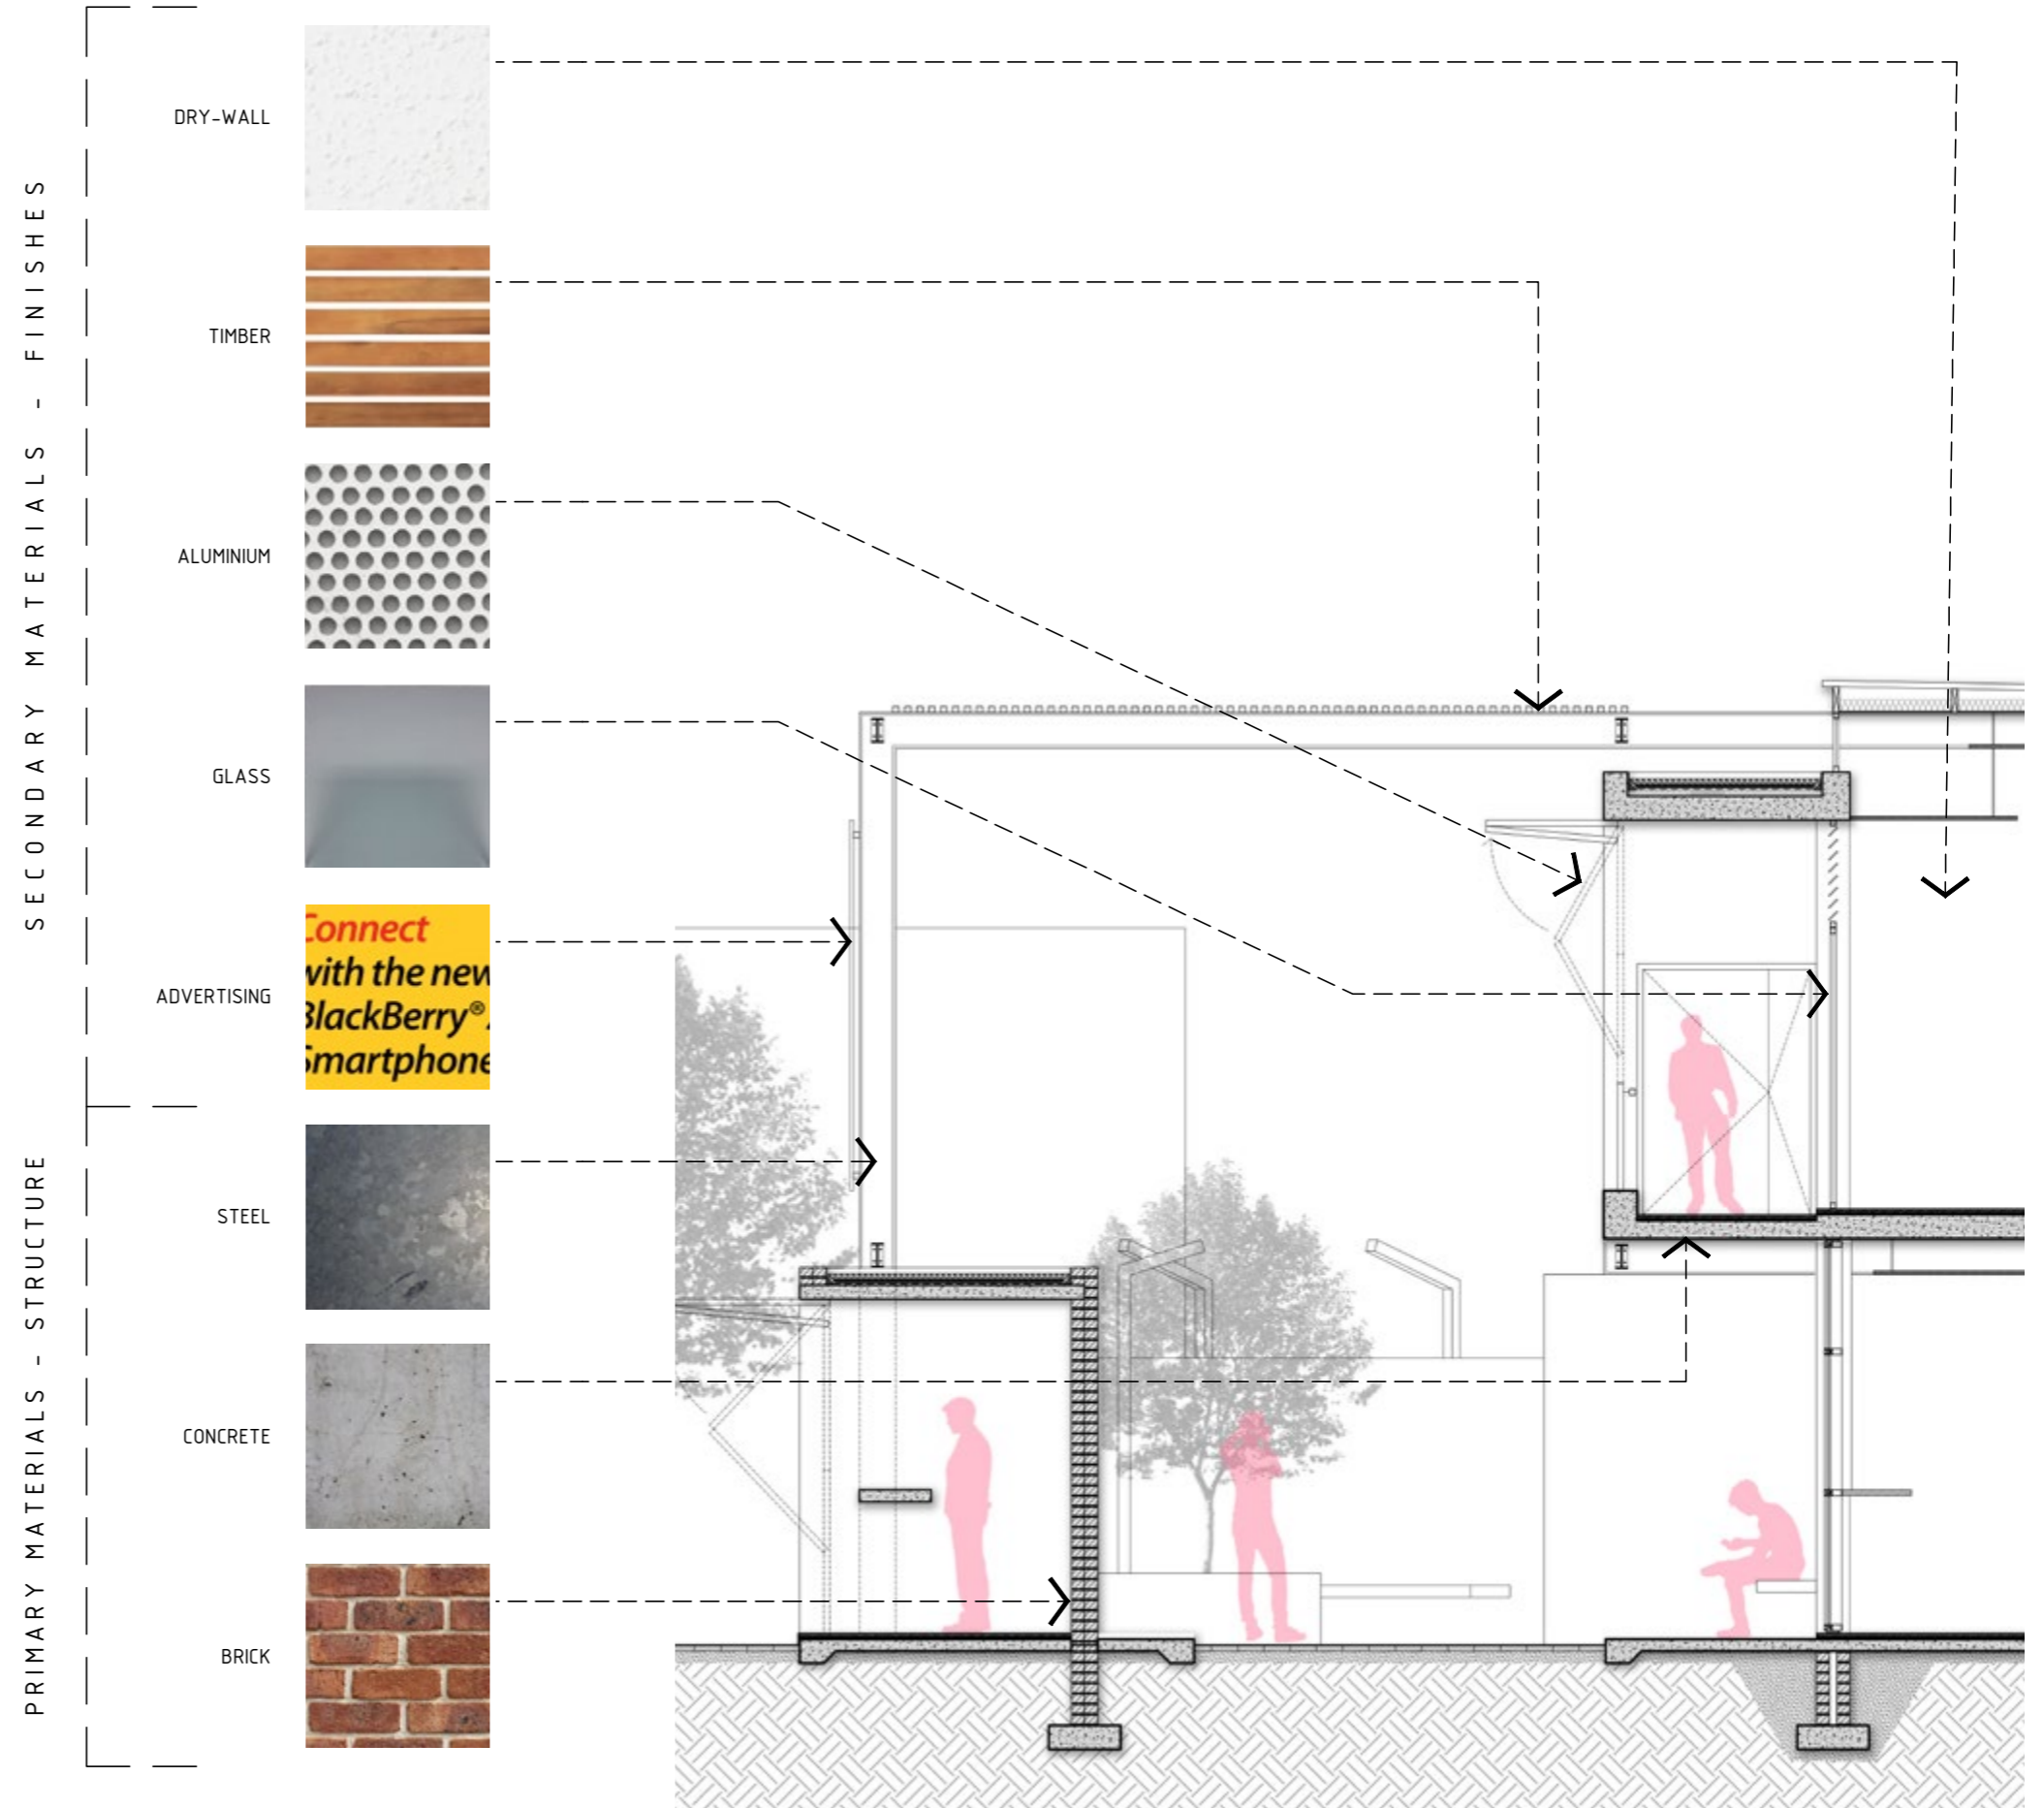 SECONDARY MATERIALS - FINISHES
DRY-WALL
TIMBER
ALUMINIUM
GLASS
ADVERTISING
Connect
with the new
BlackBerry®
Smartphone
PRIMARY MATERIALS - STRUCTURE
STEEL
CONCRETE
BRICK